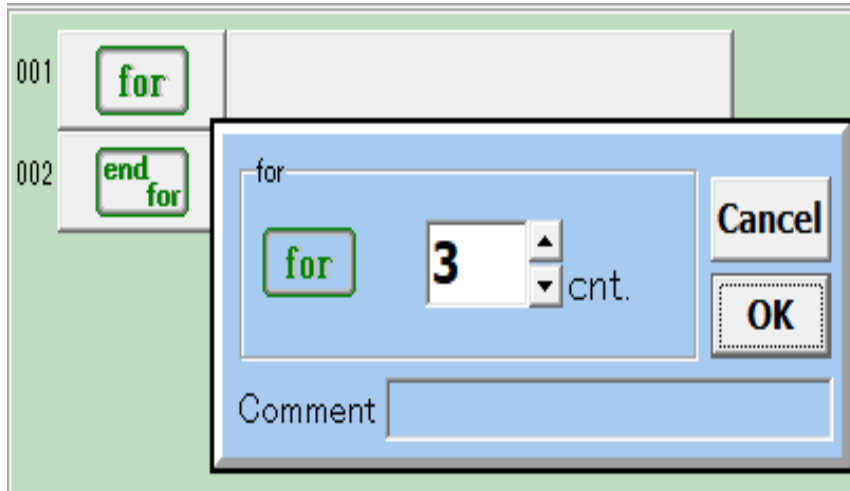 001 for
002 end for
for
for 3 cnt.
Cancel
OK
Comment